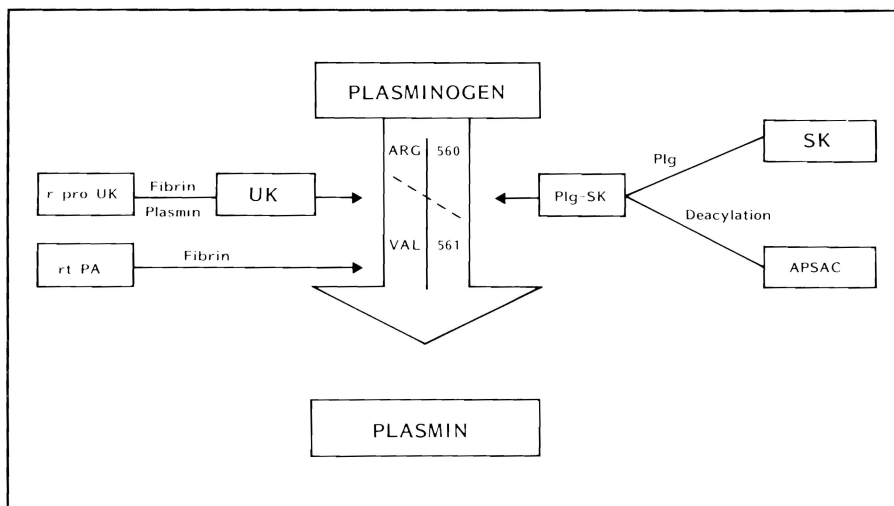 PLASMINOGEN
ARG 560
VAL 561
r pro UK
Fibrin
Plasmin
UK
rt PA
Fibrin
Plg-SK
Plg
SK
Deacylation
APSAC
PLASMIN